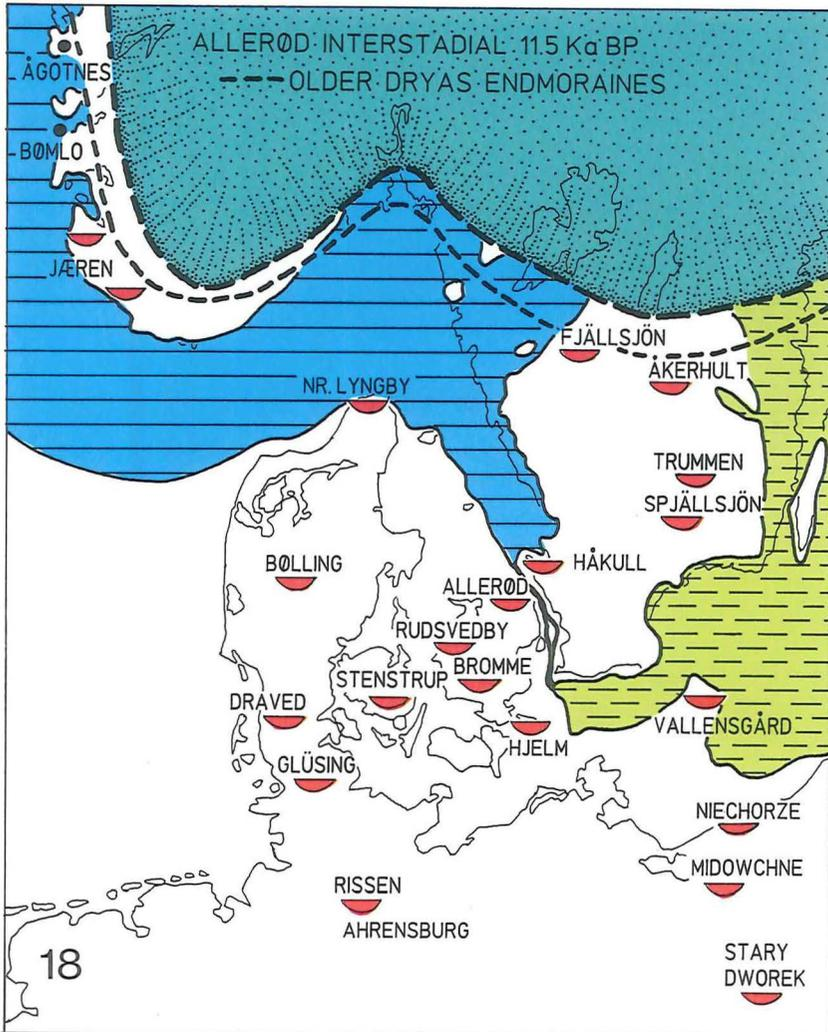 ALLERØD INTERSTADIAL 11.5 Ka BP
OLDER DRYAS ENDMORAINES
ÅGOTNES
BØMLO
JÆREN
FJÄLLSJÖN
ÅKERHULT
NR. LYNGBY
TRUMMEN
SPJÄLLSJÖN
BØLLING
HÅKULL
ALLERØD
RUDSVEDBY
BROMME
STENSTRUP
DRAVED
VALLENSGÅRD
HJELM
GLÜSING
NIECHORZE
MIDOWCHNE
RISSEN
AHRENSBURG
STARY
DWOREK
18